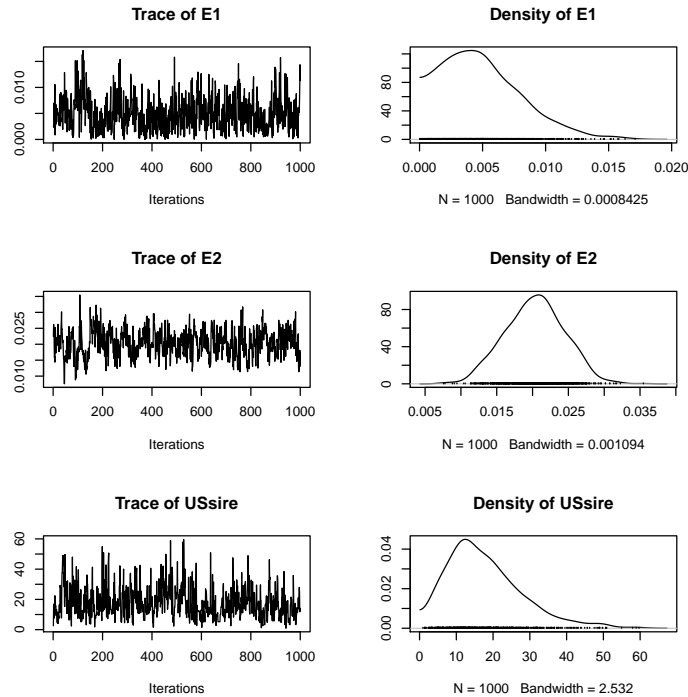 Trace of E1
0.000 0.010
0 200 400 600 800 1000
Iterations
Density of E1
0 40 80
0.000 0.005 0.010 0.015 0.020
N = 1000 Bandwidth = 0.0008425
Trace of E2
0.010 0.025
0 200 400 600 800 1000
Iterations
Density of E2
0 40 80
0.005 0.015 0.025 0.035
N = 1000 Bandwidth = 0.001094
Trace of USsire
0 20 40 60
0 200 400 600 800 1000
Iterations
Density of USsire
0.00 0.02 0.04
0 10 20 30 40 50 60
N = 1000 Bandwidth = 2.532